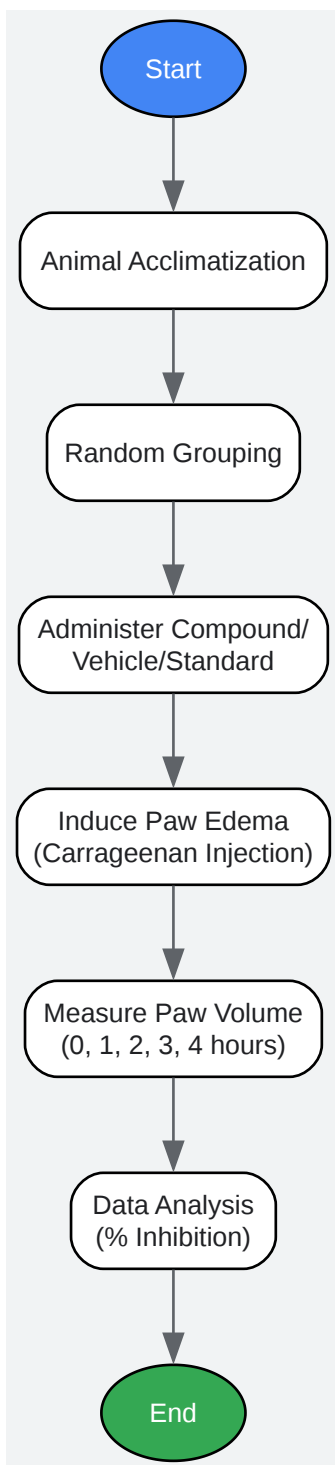 Start
Animal Acclimatization
Random Grouping
Administer Compound/
Vehicle/Standard
Induce Paw Edema
(Carrageenan Injection)
Measure Paw Volume
(0, 1, 2, 3, 4 hours)
Data Analysis
(% Inhibition)
End